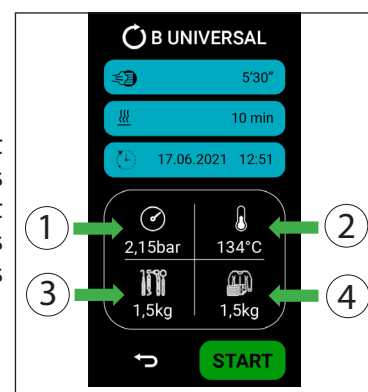 B UNIVERSAL
5'30"
10 min
17.06.2021 12:51
1
2
2,15bar
134°C
3
4
1,5kg
1,5kg
START